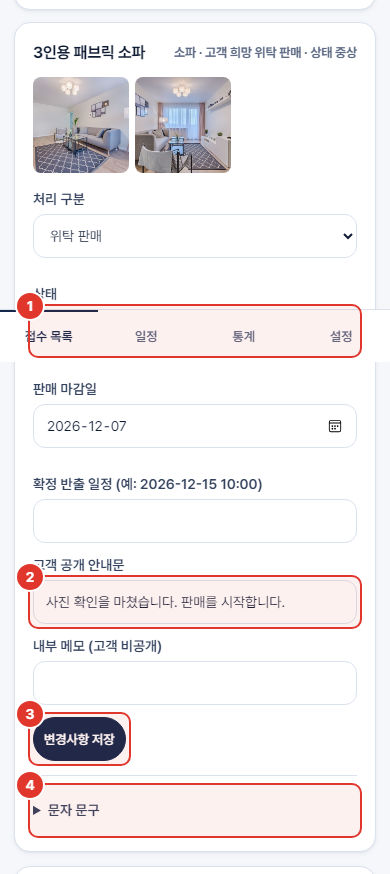 3인용 패브릭 소파
소파 · 고객 희망 위탁 판매 · 상태 중상
처리 구분
위탁 판매
상태
1
접수 목록 일정 통계 설정
판매 마감일
2026-12-07
확정 반출 일정 (예: 2026-12-15 10:00)
고객 공개 안내문
2
사진 확인을 마쳤습니다. 판매를 시작합니다.
내부 메모 (고객 비공개)
3
변경사항 저장
4
문자 문구